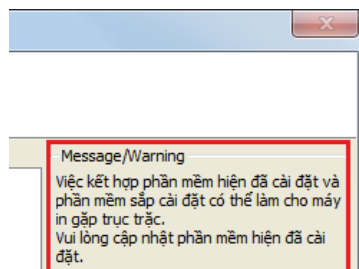 Message/Warning
Việc kết hợp phần mềm hiện đã cài đặt và
phần mềm sắp cài đặt có thể làm cho máy
in gặp trục trặc.
Vui lòng cập nhật phần mềm hiện đã cài
đặt.